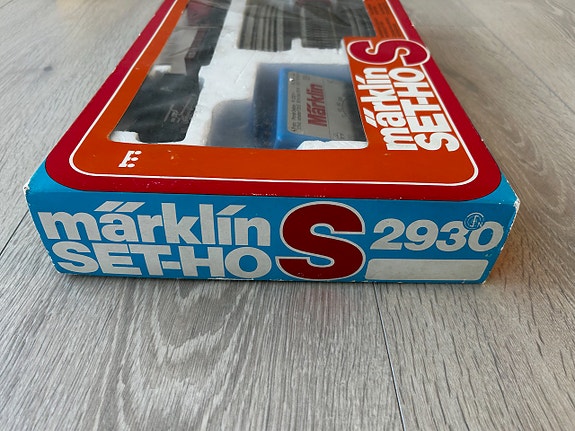 Märklin
märklin
SET-HO S
märklin
SET-HO S
2930